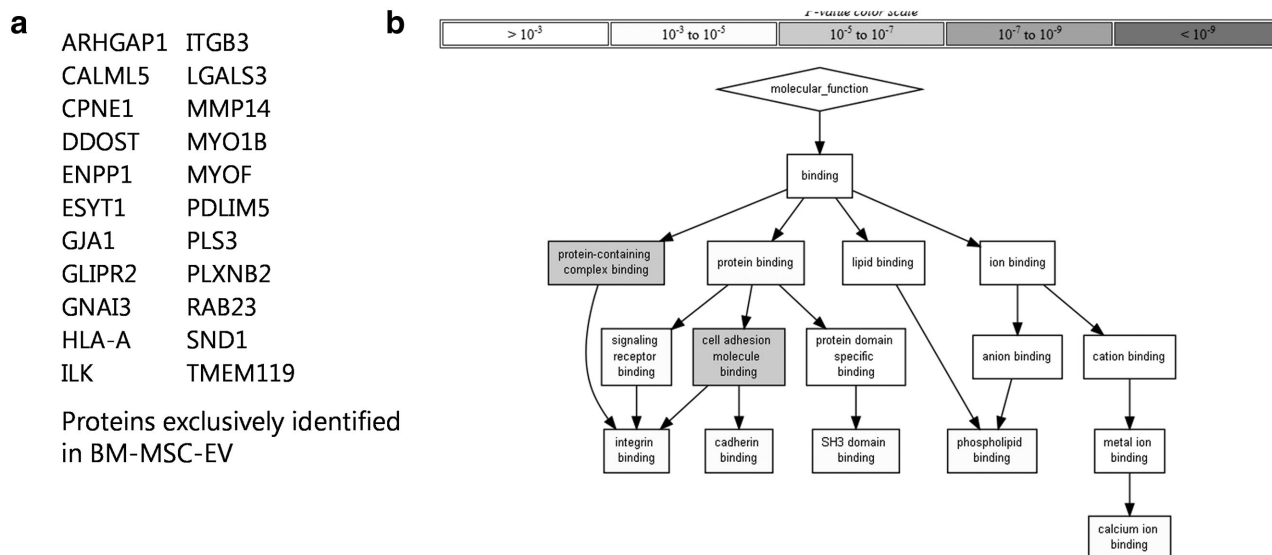 a
ARHGAP1 ITGB3
CALML5 LGALS3
CPNE1 MMP14
DDOST MYO1B
ENPP1 MYOF
ESYT1 PDLIM5
GJA1 PLS3
GLIPR2 PLXNB2
GNAI3 RAB23
HLA-A SND1
ILK TMEM119
Proteins exclusively identified
in BM-MSC-EV
b
P-value color scale
> 10⁻³ 10⁻³ to 10⁻⁵ 10⁻⁵ to 10⁻⁷ 10⁻⁷ to 10⁻⁹ < 10⁻⁹
molecular_function
binding
protein-containing
complex binding
protein binding
lipid binding
ion binding
signaling
receptor
binding
cell adhesion
molecule
binding
protein domain
specific
binding
anion binding
cation binding
integrin
binding
cadherin
binding
SH3 domain
binding
phospholipid
binding
metal ion
binding
calcium ion
binding